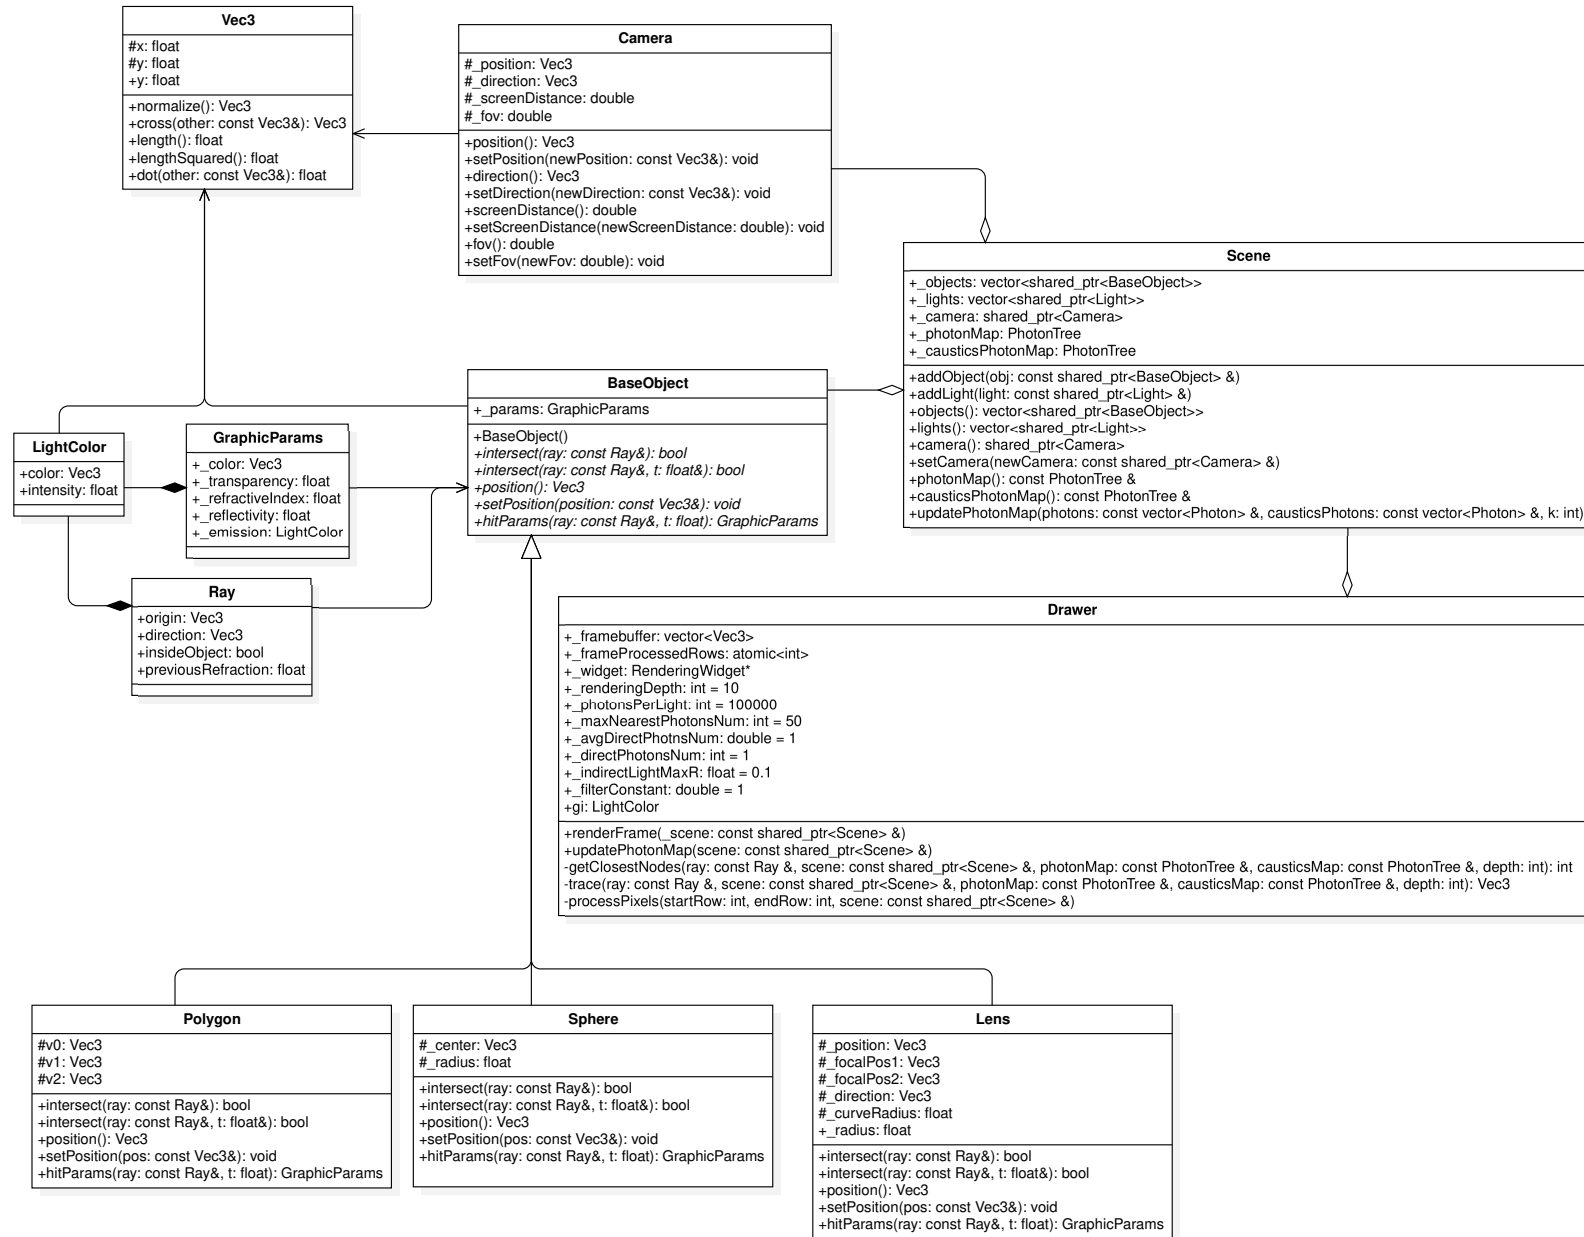 Vec3
#x: float
#y: float
+y: float
+normalize(): Vec3
+cross(other: const Vec3&): Vec3
+length(): float
+lengthSquared(): float
+dot(other: const Vec3&): float
Camera
#_position: Vec3
#_direction: Vec3
#_screenDistance: double
#_fov: double
+position(): Vec3
+setPosition(newPosition: const Vec3&): void
+direction(): Vec3
+setDirection(newDirection: const Vec3&): void
+screenDistance(): double
+setScreenDistance(newScreenDistance: double): void
+fov(): double
+setFov(newFov: double): void
Scene
+_objects: vector<shared_ptr<BaseObject>>
+_lights: vector<shared_ptr<Light>>
+_camera: shared_ptr<Camera>
+_photonMap: PhotonTree
+_causticsPhotonMap: PhotonTree
+addObject(obj: const shared_ptr<BaseObject> &)
+addLight(light: const shared_ptr<Light> &)
+objects(): vector<shared_ptr<BaseObject>>
+lights(): vector<shared_ptr<Light>>
+camera(): shared_ptr<Camera>
+setCamera(newCamera: const shared_ptr<Camera> &)
+photonMap(): const PhotonTree &
+causticsPhotonMap(): const PhotonTree &
+updatePhotonMap(photons: const vector<Photon> &, causticsPhotons: const vector<Photon> &, k: int)
BaseObject
+_params: GraphicParams
+BaseObject()
+intersect(ray: const Ray&): bool
+intersect(ray: const Ray&, t: float&): bool
+position(): Vec3
+setPosition(position: const Vec3&): void
+hitParams(ray: const Ray&, t: float): GraphicParams
LightColor
+color: Vec3
+intensity: float
GraphicParams
+_color: Vec3
+_transparency: float
+_refractiveIndex: float
+_reflectivity: float
+_emission: LightColor
Ray
+origin: Vec3
+direction: Vec3
+insideObject: bool
+previousRefraction: float
Drawer
+_framebuffer: vector<Vec3>
+_frameProcessedRows: atomic<int>
+_widget: RenderingWidget*
+_renderingDepth: int = 10
+_photonsPerLight: int = 100000
+_maxNearestPhotonsNum: int = 50
+_avgDirectPhotnsNum: double = 1
+_directPhotonsNum: int = 1
+_indirectLightMaxR: float = 0.1
+_filterConstant: double = 1
+gi: LightColor
+renderFrame(_scene: const shared_ptr<Scene> &)
+updatePhotonMap(scene: const shared_ptr<Scene> &)
-getClosestNodes(ray: const Ray &, scene: const shared_ptr<Scene> &, photonMap: const PhotonTree &, causticsMap: const PhotonTree &, depth: int): int
-trace(ray: const Ray &, scene: const shared_ptr<Scene> &, photonMap: const PhotonTree &, causticsMap: const PhotonTree &, depth: int): Vec3
-processPixels(startRow: int, endRow: int, scene: const shared_ptr<Scene> &)
Polygon
#v0: Vec3
#v1: Vec3
#v2: Vec3
+intersect(ray: const Ray&): bool
+intersect(ray: const Ray&, t: float&): bool
+position(): Vec3
+setPosition(pos: const Vec3&): void
+hitParams(ray: const Ray&, t: float): GraphicParams
Sphere
#_center: Vec3
#_radius: float
+intersect(ray: const Ray&): bool
+intersect(ray: const Ray&, t: float&): bool
+position(): Vec3
+setPosition(pos: const Vec3&): void
+hitParams(ray: const Ray&, t: float): GraphicParams
Lens
#_position: Vec3
#_focalPos1: Vec3
#_focalPos2: Vec3
#_direction: Vec3
#_curveRadius: float
+_radius: float
+intersect(ray: const Ray&): bool
+intersect(ray: const Ray&, t: float&): bool
+position(): Vec3
+setPosition(pos: const Vec3&): void
+hitParams(ray: const Ray&, t: float): GraphicParams